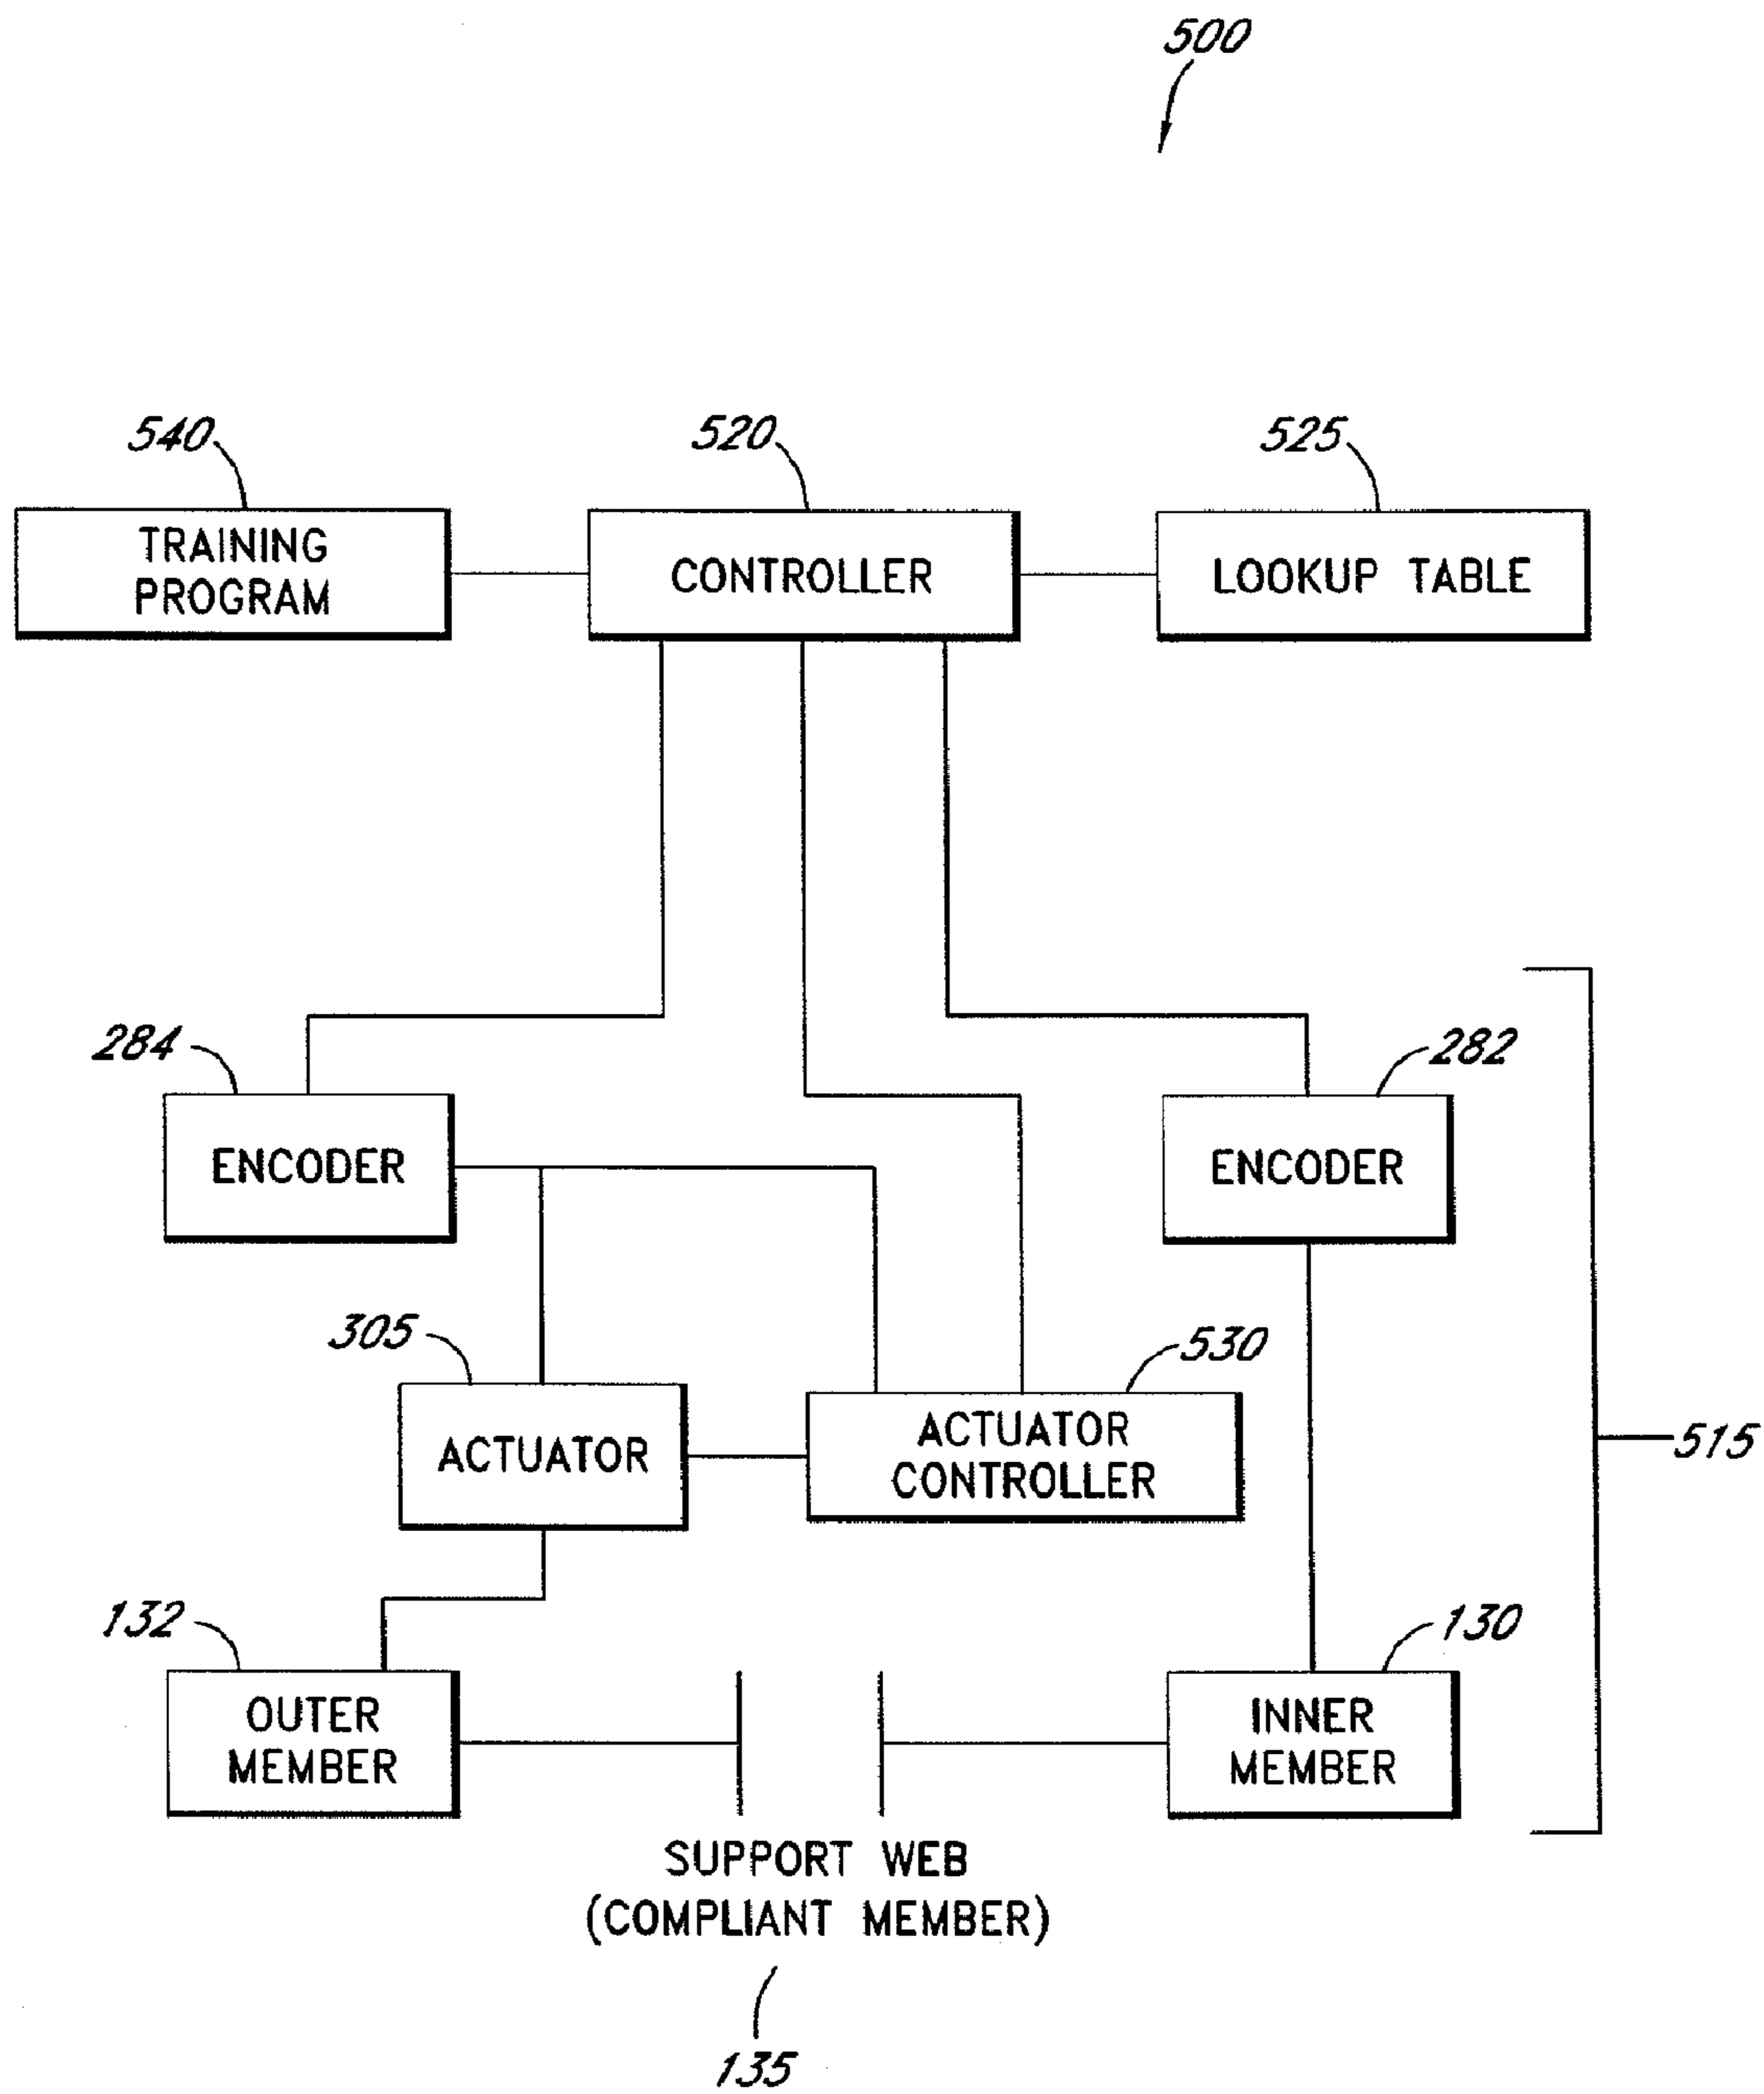 500
540
520
525
TRAINING
PROGRAM
CONTROLLER
LOOKUP TABLE
284
282
ENCODER
ENCODER
305
530
ACTUATOR
ACTUATOR
CONTROLLER
515
132
130
OUTER
MEMBER
INNER
MEMBER
SUPPORT WEB
(COMPLIANT MEMBER)
135